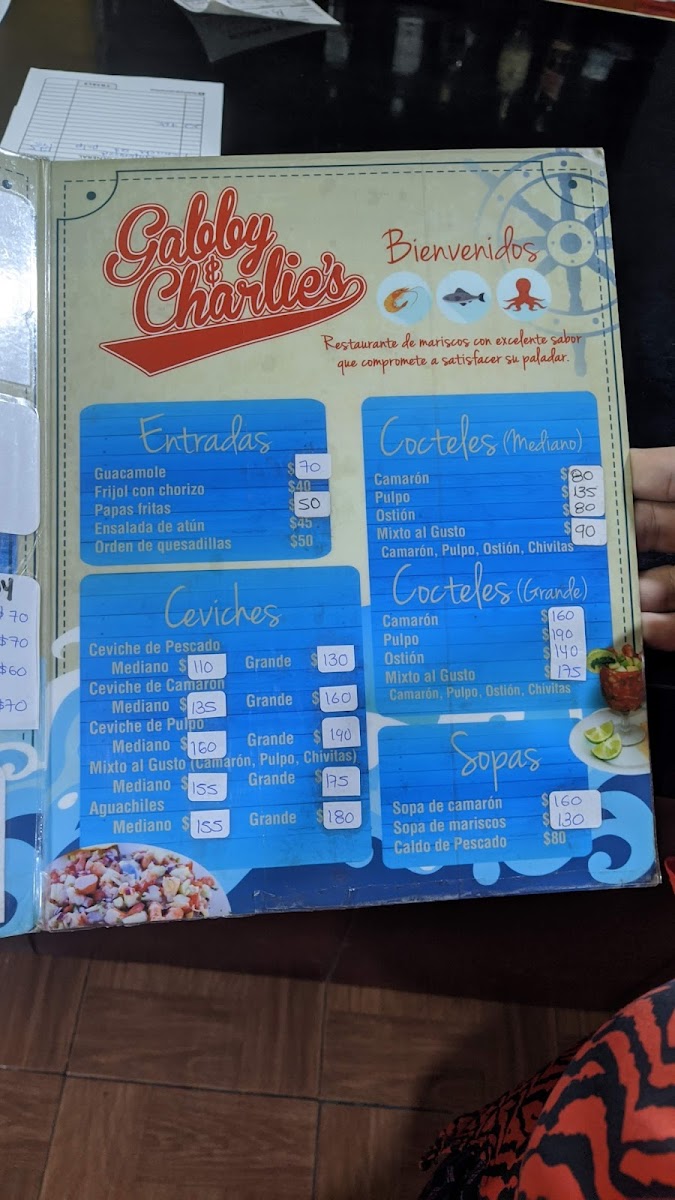 Gabby
&
Charlie's
Bienvenidos
Restaurante de mariscos con excelente sabor
que compromete a satisfacer su paladar.
Entradas
Guacamole $70
Frijol con chorizo $40
Papas fritas 50
Ensalada de atún $45
Orden de quesadillas $50
Ceviches
Ceviche de Pescado
Mediano $110 Grande $130
Ceviche de Camarón
Mediano $135 Grande $160
Ceviche de Pulpo
Mediano $160 Grande $190
Mixto al Gusto (Camarón, Pulpo, Chivitas)
Mediano $155 Grande $175
Aguachiles
Mediano $155 Grande $180
Cocteles (Mediano)
Camarón $80
Pulpo $135
Ostión $80
Mixto al Gusto $90
Camarón, Pulpo, Ostión, Chivitas
Cocteles (Grande)
Camarón $160
Pulpo $190
Ostión $140
Mixto al Gusto $175
Camarón, Pulpo, Ostión, Chivitas
Sopas
Sopa de camarón $160
Sopa de mariscos $130
Caldo de Pescado $80
$70
$70
$60
$70